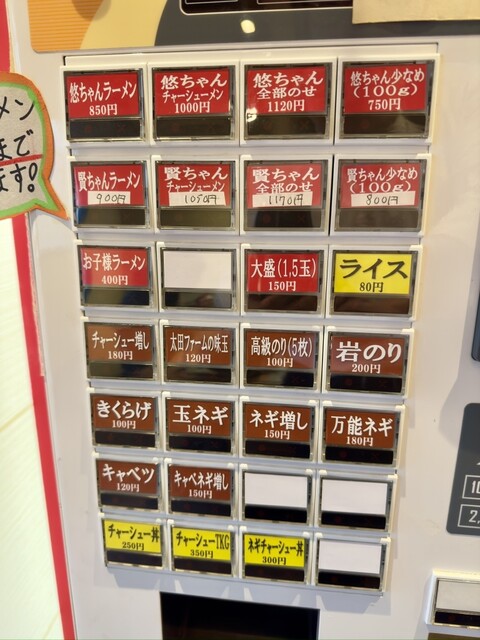 メン
まで
ます!
悠ちゃんラーメン
850円
悠ちゃん
チャーシューメン
1000円
悠ちゃん
全部のせ
1120円
悠ちゃん少なめ
(100g)
750円
賢ちゃんラーメン
900円
賢ちゃん
チャーシューメン
1050円
賢ちゃん
全部のせ
1170円
賢ちゃん少なめ
(100g)
800円
お子様ラーメン
400円
大盛(1,5玉)
150円
ライス
80円
チャーシュー増し
180円
太田ファームの味玉
120円
高級のり(5枚)
100円
岩のり
200円
きくらげ
100円
玉ネギ
100円
ネギ増し
150円
万能ネギ
180円
キャベツ
120円
キャベネギ増し
150円
チャーシュー丼
250円
チャーシューTKG
350円
ネギチャーシュー丼
300円